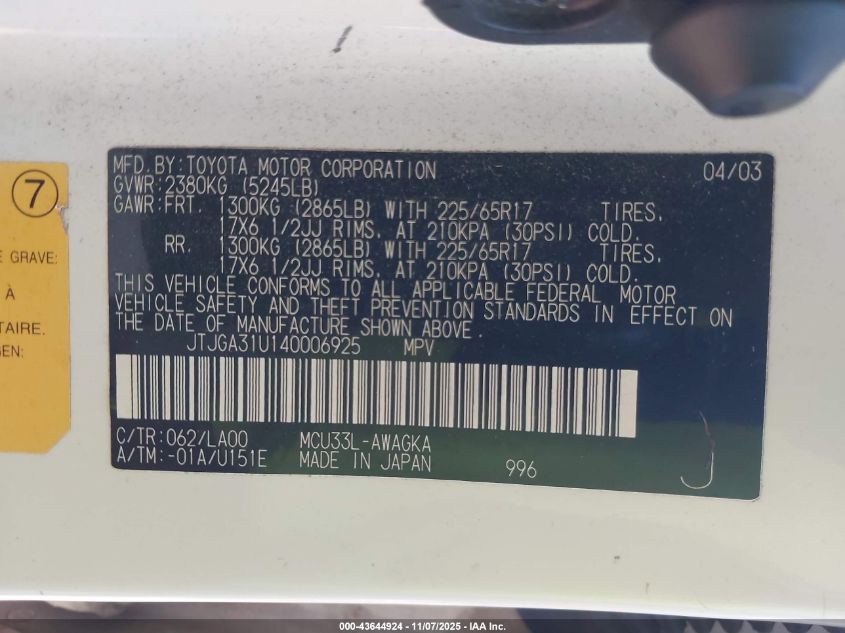 MFD. BY: TOYOTA MOTOR CORPORATION 04/03
GVWR: 2380KG (5245LB)
GAWR: FRT. 1300KG (2865LB) WITH 225/65R17 TIRES.
17X6 1/2JJ RIMS. AT 210KPA (30PSI) COLD.
RR. 1300KG (2865LB) WITH 225/65R17 TIRES.
17X6 1/2JJ RIMS. AT 210KPA (30PSI) COLD.
THIS VEHICLE CONFORMS TO ALL APPLICABLE FEDERAL MOTOR
VEHICLE SAFETY AND THEFT PREVENTION STANDARDS IN EFFECT ON
THE DATE OF MANUFACTURE SHOWN ABOVE.
JTJGA31U140006925 MPV
C/TR: 062/LA00 MCU33L-AWAGKA
A/TM: -01A/U151E MADE IN JAPAN 996
J
7
E GRAVE:
À
TAIRE.
GEN:
000-43644924 | 11/07/2025 | IAA Inc.